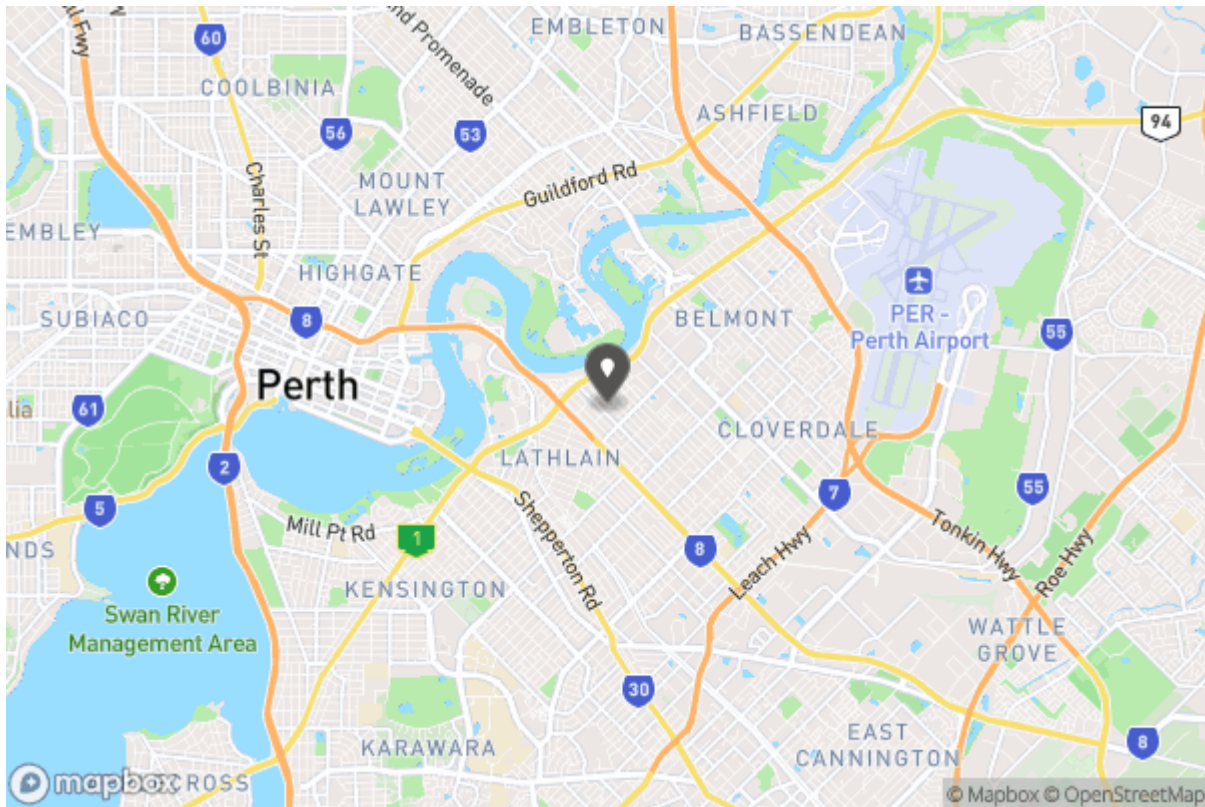 60
EMBLETON
BASSENDEAN
Promenade
COOLBINIA
56
53
ASHFIELD
94
Charles St
MOUNT
LAWLEY
Guildford Rd
EMBLEY
HIGHGATE
SUBIACO
8
BELMONT
PER -
Perth Airport
55
Perth
61
CLOVERDALE
LATHLAIN
2
7
55
5
Mill Pt Rd
1
Shepperton Rd
8
Leach Hwy
Tonkin Hwy
Roe Hwy
NDS
KENSINGTON
Swan River
Management Area
WATTLE
GROVE
30
KARAWARA
EAST
CANNINGTON
8
mapbox
CROSS
© Mapbox © OpenStreetMap